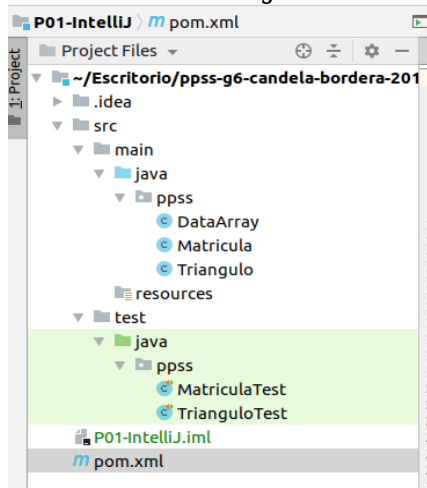 P01-IntelliJ m pom.xml
1: Project
Project Files
~/Escritorio/ppss-g6-candela-bordera-201
.idea
src
main
java
ppss
C DataArray
C Matricula
C Triangulo
resources
test
java
ppss
C MatriculaTest
C TrianguloTest
P01-IntelliJ.iml
m pom.xml